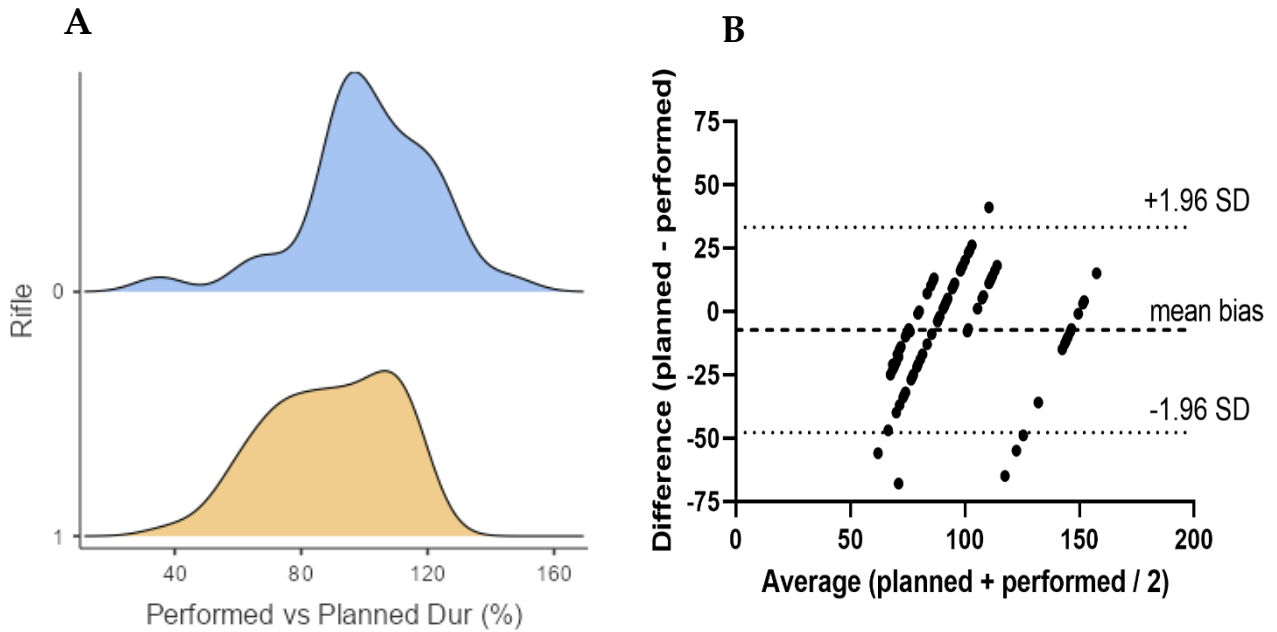 A
Rifle
0
1
40 80 120 160
Performed vs Planned Dur (%)
B
Difference (planned - performed)
75
50
25
0
-25
-50
-75
+1.96 SD
mean bias
-1.96 SD
0 50 100 150 200
Average (planned + performed / 2)